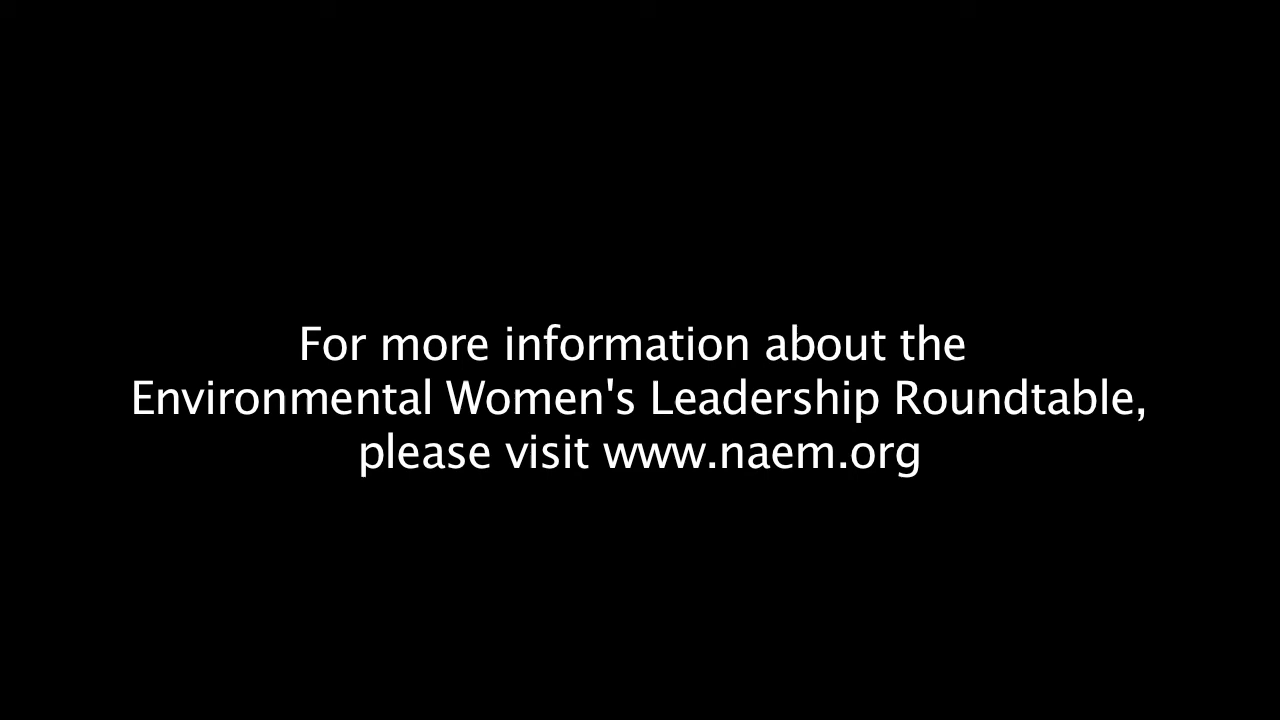 For more information about the
Environmental Women's Leadership Roundtable,
please visit www.naem.org